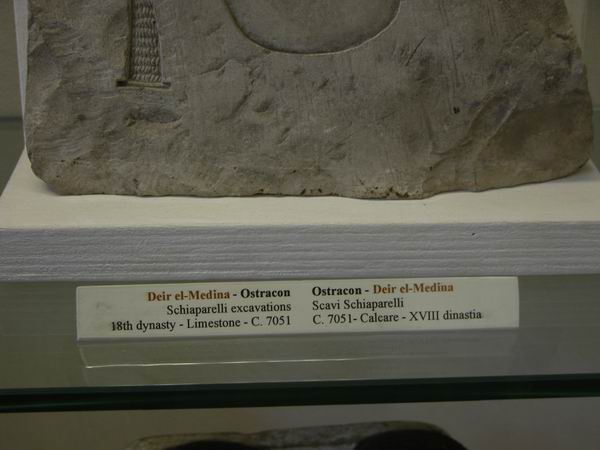 Deir el-Medina - Ostracon
Schiaparelli excavations
18th dynasty - Limestone - C. 7051
Ostracon - Deir el-Medina
Scavi Schiaparelli
C. 7051- Calcare - XVIII dinastia